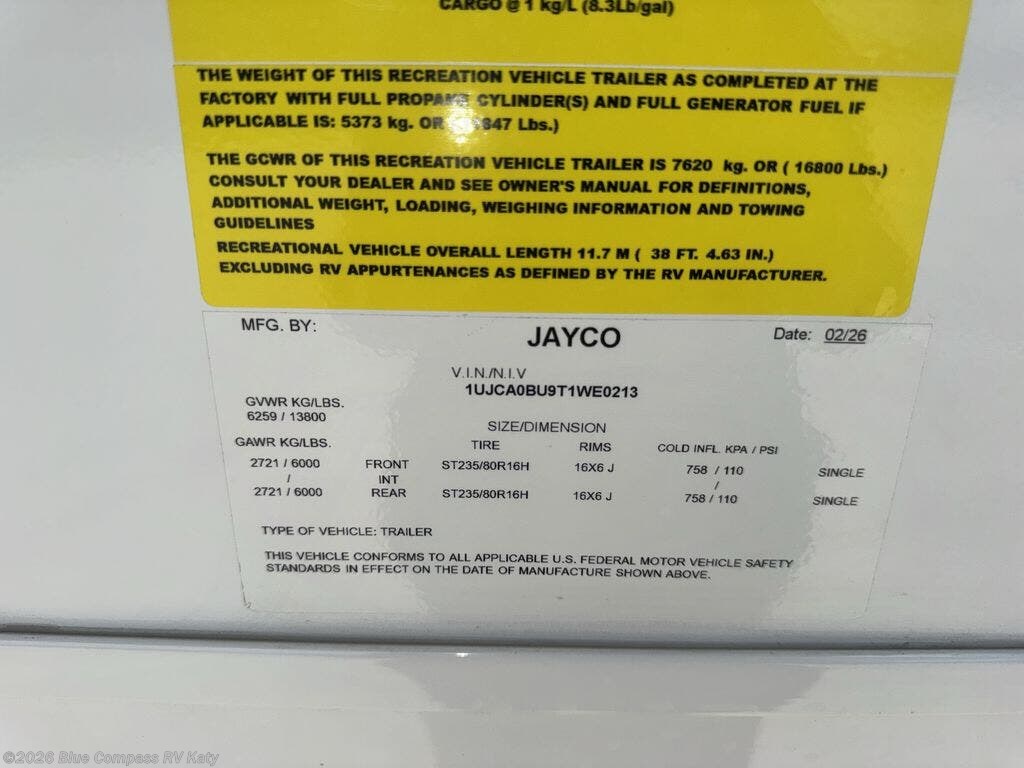 CARGO @ 1 kg/L (8.3Lb/gal)
THE WEIGHT OF THIS RECREATION VEHICLE TRAILER AS COMPLETED AT THE
FACTORY WITH FULL PROPANE CYLINDER(S) AND FULL GENERATOR FUEL IF
APPLICABLE IS: 5373 kg. OR 847 Lbs.)
THE GCWR OF THIS RECREATION VEHICLE TRAILER IS 7620 kg. OR ( 16800 Lbs.)
CONSULT YOUR DEALER AND SEE OWNER'S MANUAL FOR DEFINITIONS,
ADDITIONAL WEIGHT, LOADING, WEIGHING INFORMATION AND TOWING
GUIDELINES
RECREATIONAL VEHICLE OVERALL LENGTH 11.7 M ( 38 FT. 4.63 IN.)
EXCLUDING RV APPURTENANCES AS DEFINED BY THE RV MANUFACTURER.
MFG. BY: JAYCO Date: 02/26
V.I.N./N.I.V
1UJCA0BU9T1WE0213
GVWR KG/LBS.
6259 / 13800
SIZE/DIMENSION
GAWR KG/LBS. TIRE RIMS COLD INFL. KPA / PSI
2721 / 6000 FRONT ST235/80R16H 16X6 J 758 / 110 SINGLE
/ INT /
2721 / 6000 REAR ST235/80R16H 16X6 J 758 / 110 SINGLE
TYPE OF VEHICLE: TRAILER
THIS VEHICLE CONFORMS TO ALL APPLICABLE U.S. FEDERAL MOTOR VEHICLE SAFETY
STANDARDS IN EFFECT ON THE DATE OF MANUFACTURE SHOWN ABOVE.
©2026 Blue Compass RV Katy